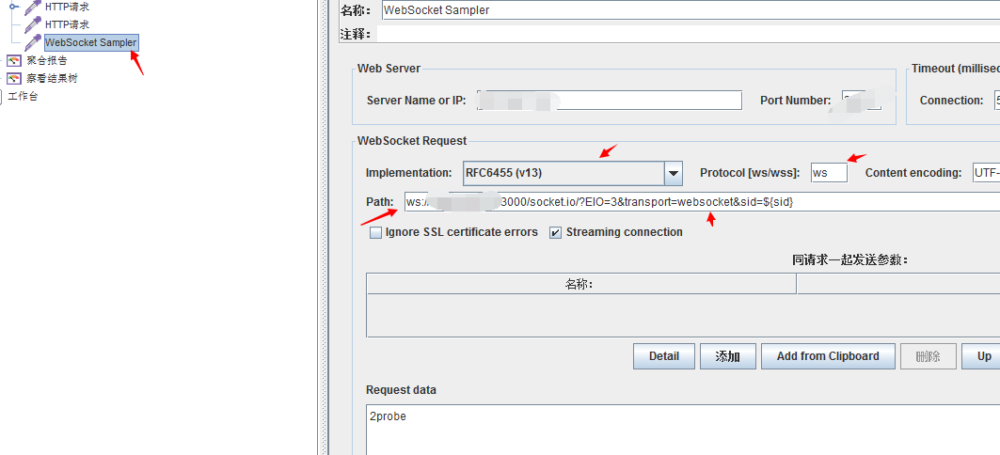 HTTP请求
HTTP请求
WebSocket Sampler
聚合报告
察看结果树
工作台
名称： WebSocket Sampler
注释：
Web Server
Timeout (millisec
Server Name or IP:
Port Number:
Connection:
WebSocket Request
Implementation: RFC6455 (v13) Protocol [ws/wss]: ws Content encoding: UTF-
Path: ws:/ 3000/socket.io/?EIO=3&transport=websocket&sid=${sid}
Ignore SSL certificate errors Streaming connection
同请求一起发送参数：
名称：
Detail 添加 Add from Clipboard 删除 Up
Request data
2probe